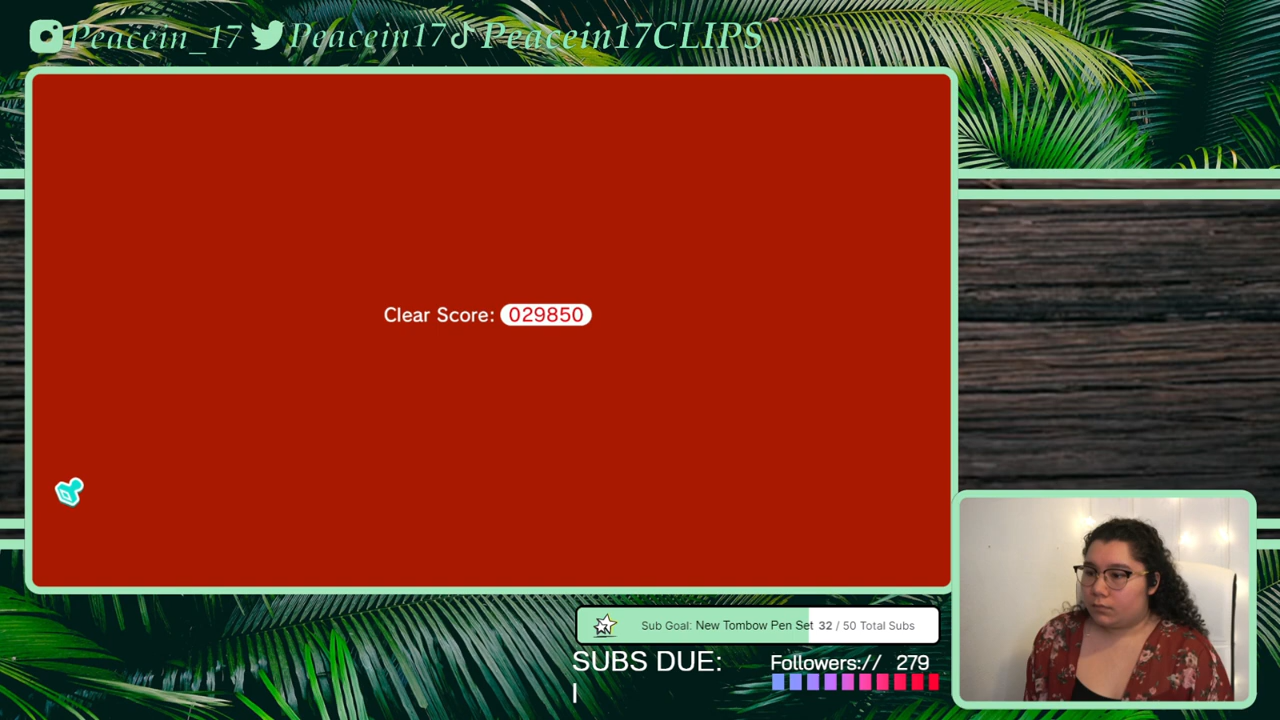 Peacein_17 Peacein17 Peacein17CLIPS
Clear Score: 029850
Sub Goal: New Tombow Pen Set 32 / 50 Total Subs
SUBS DUE:
Followers:// 279
I